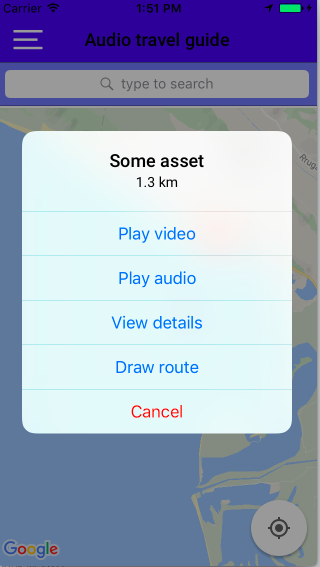 Carrier 1:51 PM
Audio travel guide
type to search
Some asset
1.3 km
Rruga
Play video
Play audio
View details
Draw route
Cancel
Google